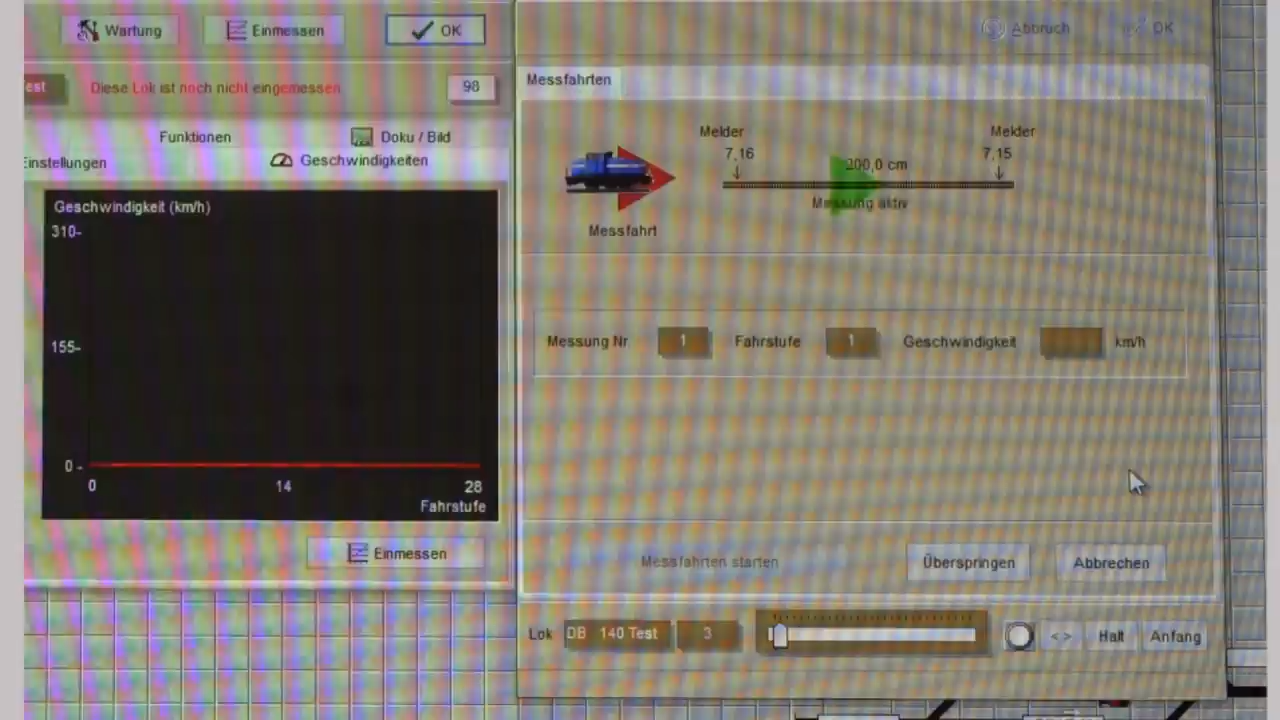 Wartung
Einmessen
OK
est
Diese Lok ist noch nicht eingemessen
98
Funktionen
Doku / Bild
Einstellungen
Geschwindigkeiten
Geschwindigkeit (km/h)
310-
155-
0-
0 14 28
Fahrstufe
Einmessen
Abbruch
OK
Messfahrten
Melder
7,16
Melder
7,15
200,0 cm
Messung aktiv
Messfahrt
Messung Nr 1 Fahrstufe 1 Geschwindigkeit km/h
Messfahrten starten
Überspringen
Abbrechen
Lok DB 140 Test 3
< >
Halt
Anfang